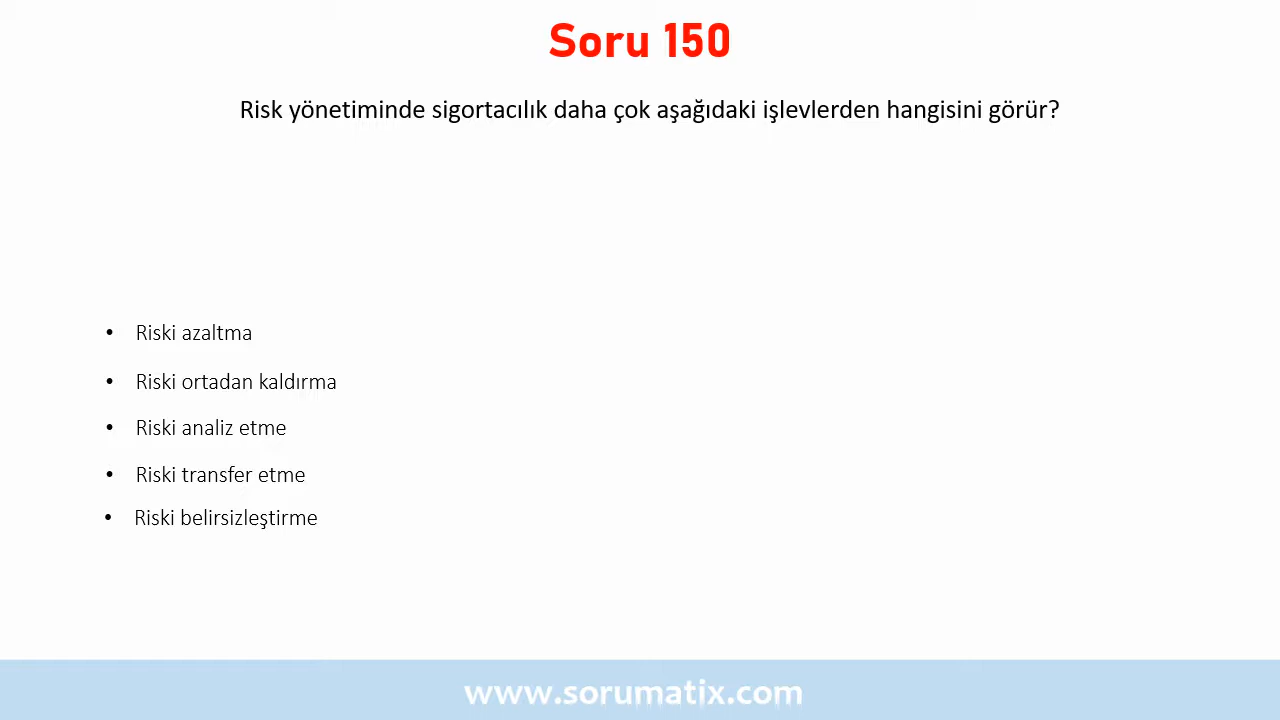 Soru 150
Risk yönetiminde sigortacılık daha çok aşağıdaki işlevlerden hangisini görür?
• Riski azaltma
• Riski ortadan kaldırma
• Riski analiz etme
• Riski transfer etme
• Riski belirsizleştirme
www.sorumatix.com